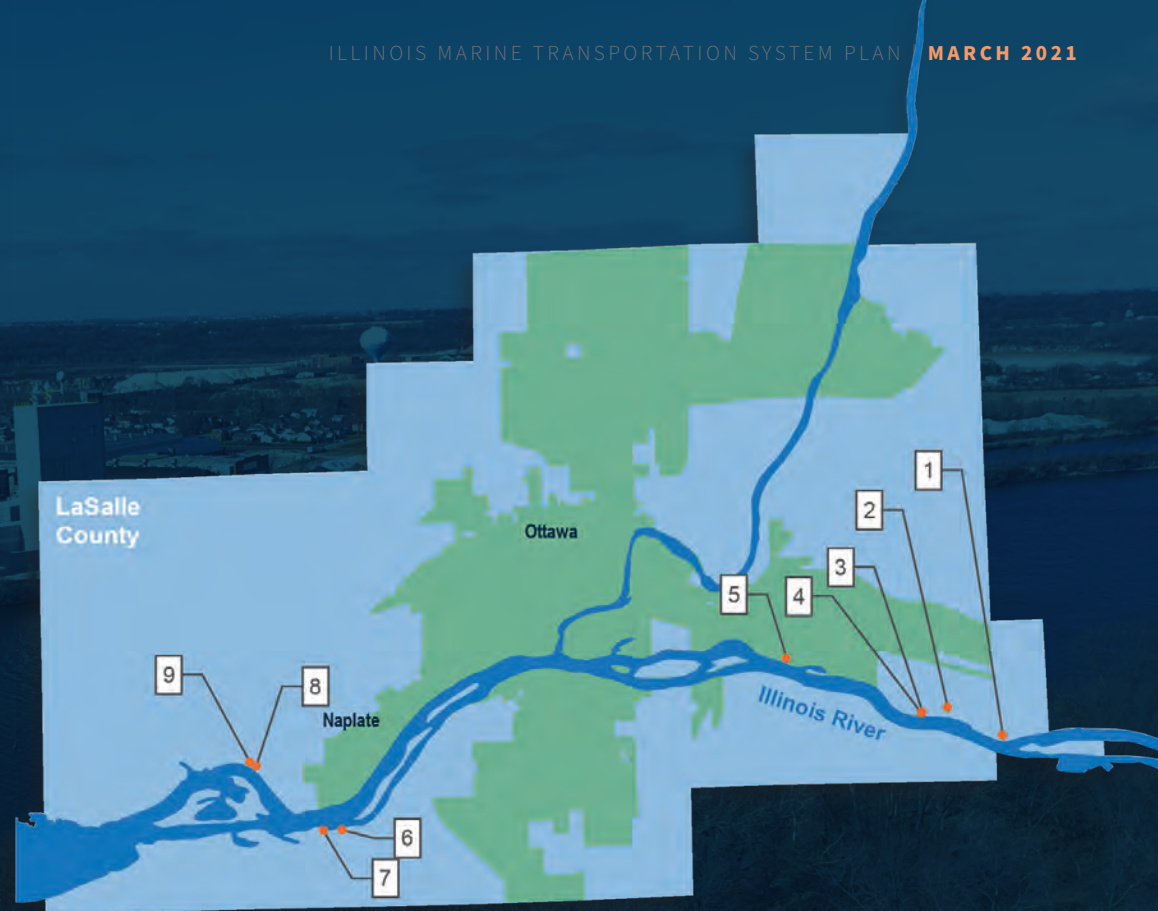 ILLINOIS MARINE TRANSPORTATION SYSTEM PLAN MARCH 2021
1
LaSalle
County
2
Ottawa
3
5
4
9
8
Naplate
Illinois River
6
7